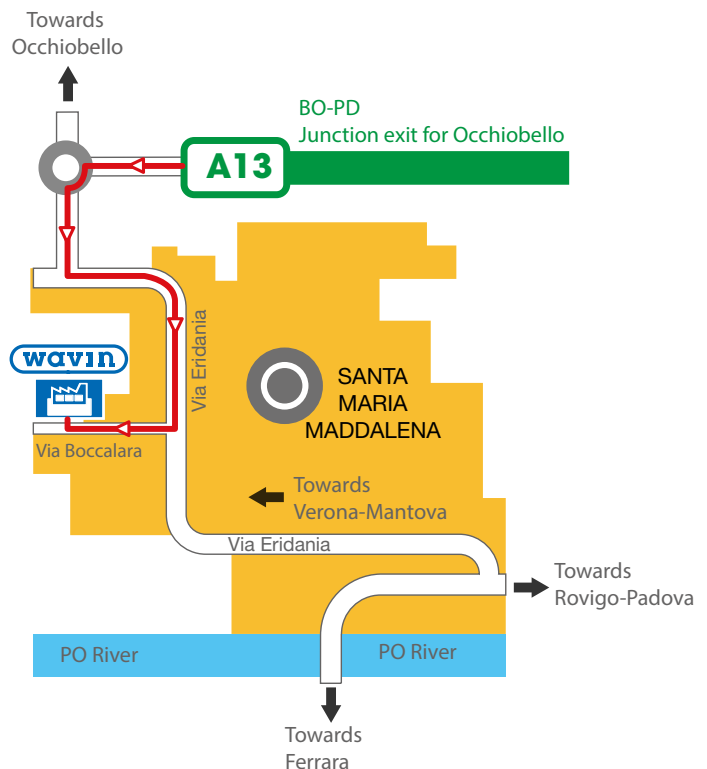 Towards
Occhiobello
BO-PD
Junction exit for Occhiobello
A13
Via Eridania
wavin
SANTA
MARIA
MADDALENA
Via Boccalara
Towards
Verona-Mantova
Via Eridania
Towards
Rovigo-Padova
PO River
PO River
Towards
Ferrara